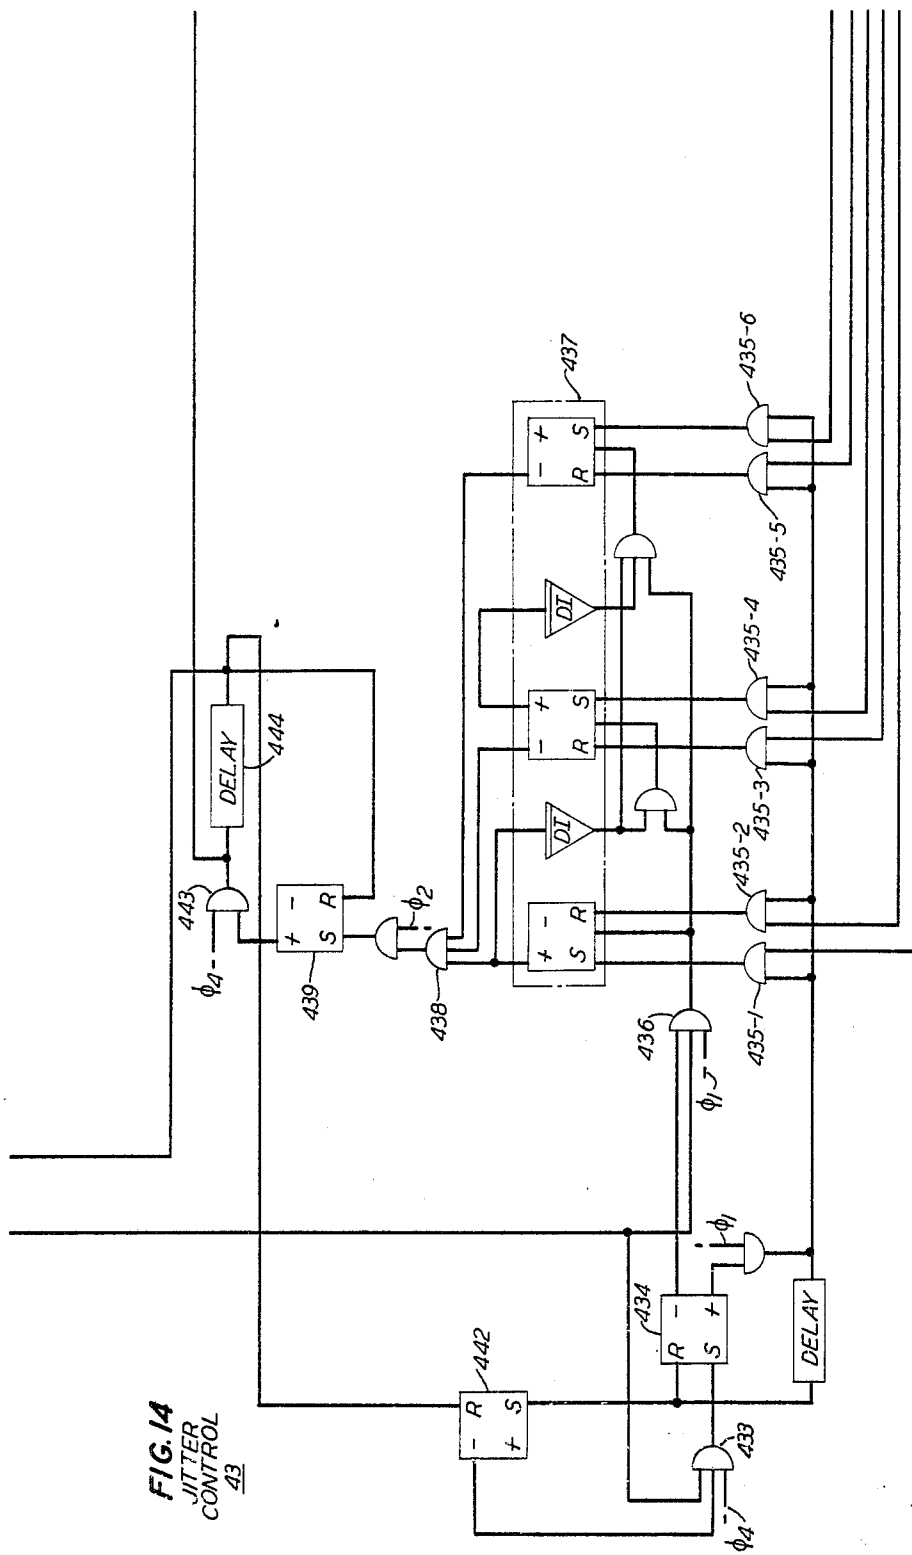 FIG. 14
JITTER
CONTROL
43
443
φ4
DELAY
444
+ −
S R
439
φ2
438
442
− R
+ S
437
+ −
S R
DI
− +
R S
DI
− +
R S
436
φ1
434
R −
S +
φ1
433
φ4
435-1
435-2
435-3
435-4
435-5
435-6
DELAY